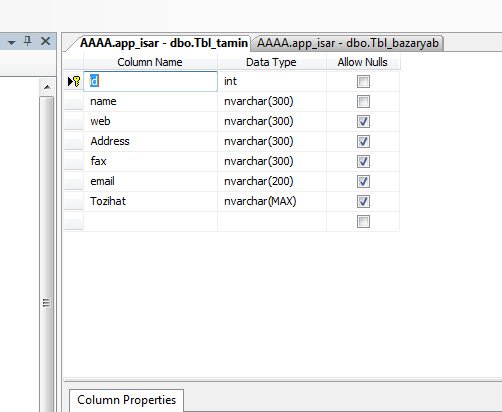 AAAA.app_isar - dbo.Tbl_tamin AAAA.app_isar - dbo.Tbl_bazaryab
Column Name Data Type Allow Nulls
id int
name nvarchar(300)
web nvarchar(300)
Address nvarchar(300)
fax nvarchar(300)
email nvarchar(200)
Tozihat nvarchar(MAX)
Column Properties